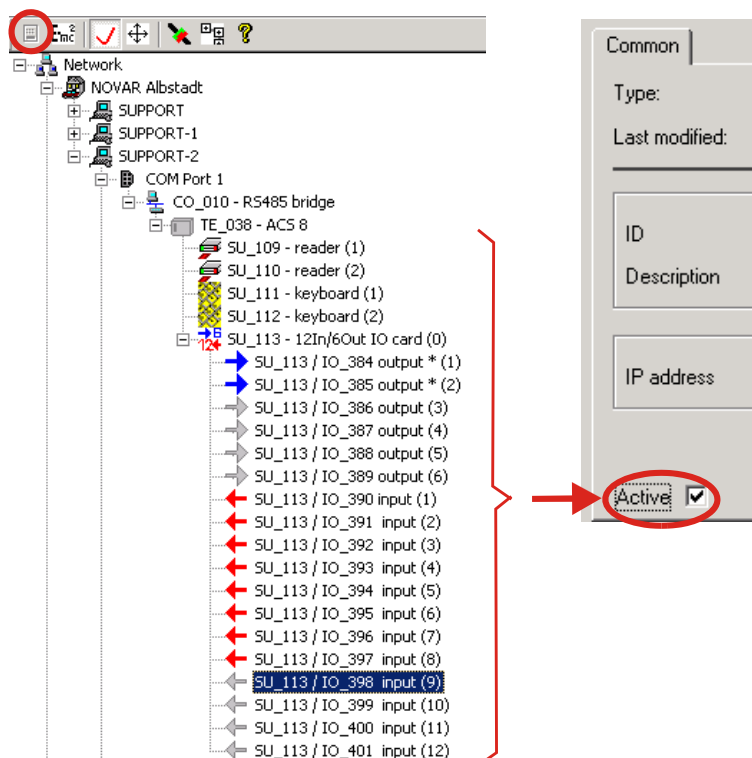 E=mc²
Network
NOVAR Albstadt
SUPPORT
SUPPORT-1
SUPPORT-2
COM Port 1
CO_010 - RS485 bridge
TE_038 - ACS 8
SU_109 - reader (1)
SU_110 - reader (2)
SU_111 - keyboard (1)
SU_112 - keyboard (2)
6
12
SU_113 - 12In/6Out IO card (0)
SU_113 / IO_384 output * (1)
SU_113 / IO_385 output * (2)
SU_113 / IO_386 output (3)
SU_113 / IO_387 output (4)
SU_113 / IO_388 output (5)
SU_113 / IO_389 output (6)
SU_113 / IO_390 input (1)
SU_113 / IO_391 input (2)
SU_113 / IO_392 input (3)
SU_113 / IO_393 input (4)
SU_113 / IO_394 input (5)
SU_113 / IO_395 input (6)
SU_113 / IO_396 input (7)
SU_113 / IO_397 input (8)
SU_113 / IO_398 input (9)
SU_113 / IO_399 input (10)
SU_113 / IO_400 input (11)
SU_113 / IO_401 input (12)
Common
Type:
Last modified:
ID
Description
IP address
Active